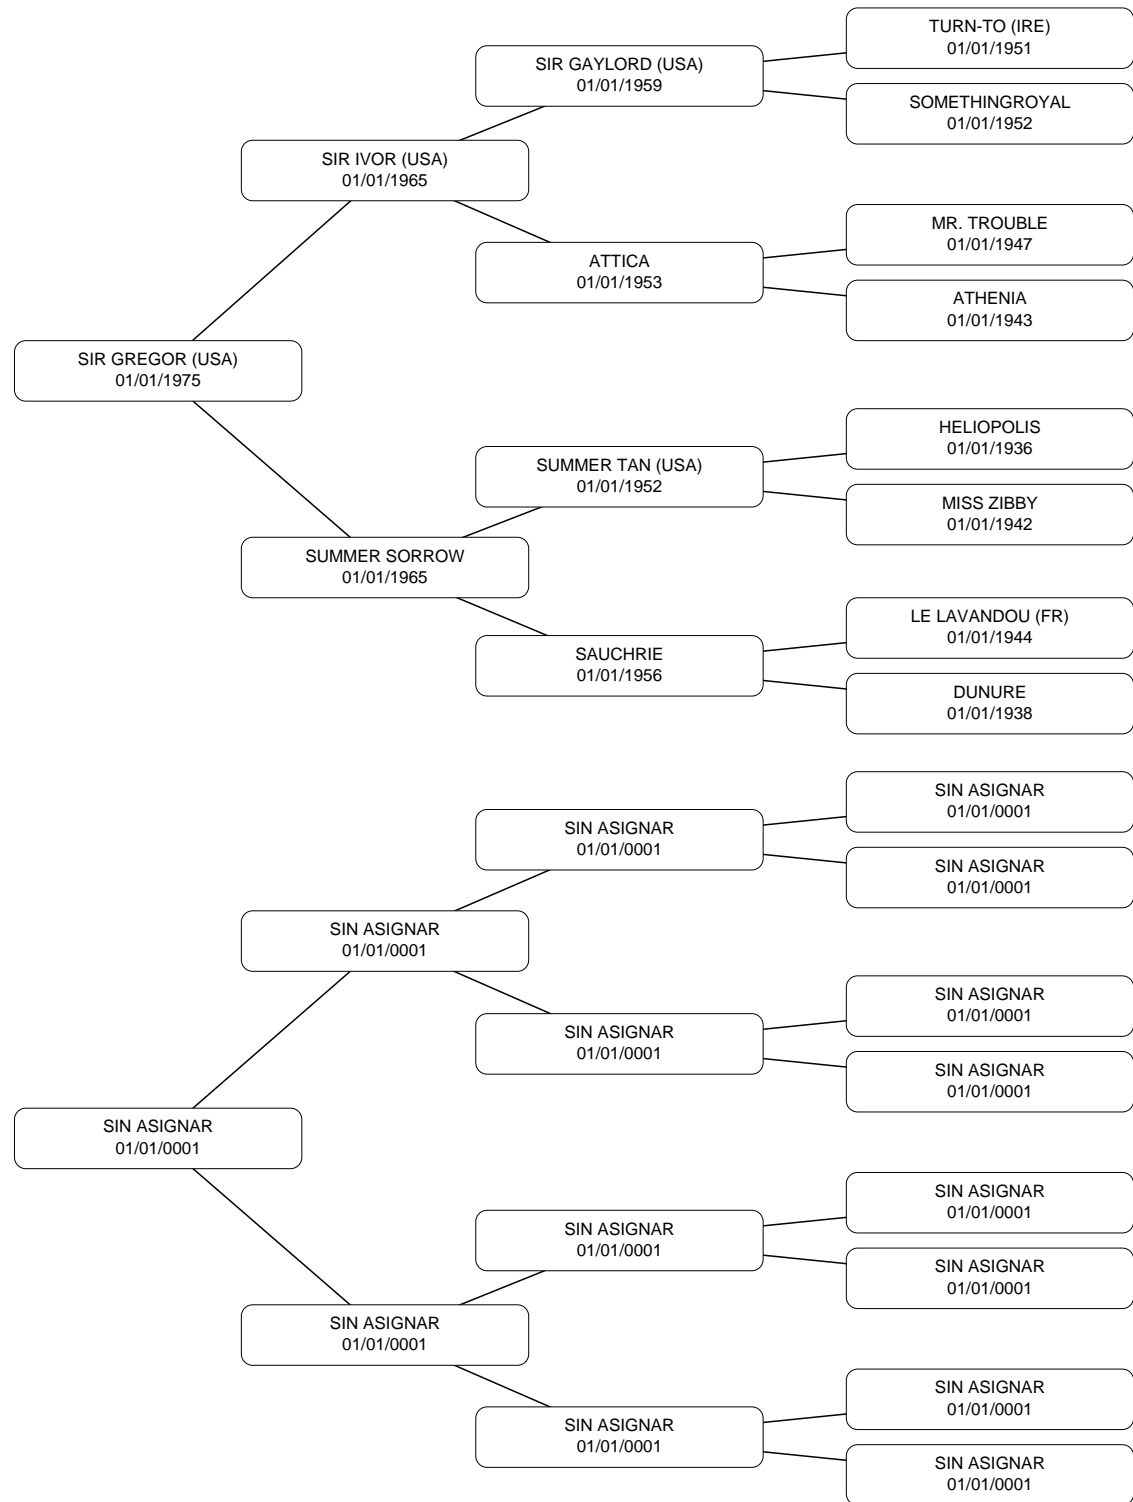 TURN-TO (IRE)
01/01/1951
SIR GAYLORD (USA)
01/01/1959
SOMETHINGROYAL
01/01/1952
SIR IVOR (USA)
01/01/1965
MR. TROUBLE
01/01/1947
ATTICA
01/01/1953
ATHENIA
01/01/1943
SIR GREGOR (USA)
01/01/1975
HELIOPOLIS
01/01/1936
SUMMER TAN (USA)
01/01/1952
MISS ZIBBY
01/01/1942
SUMMER SORROW
01/01/1965
LE LAVANDOU (FR)
01/01/1944
SAUCHRIE
01/01/1956
DUNURE
01/01/1938
SIN ASIGNAR
01/01/0001
SIN ASIGNAR
01/01/0001
SIN ASIGNAR
01/01/0001
SIN ASIGNAR
01/01/0001
SIN ASIGNAR
01/01/0001
SIN ASIGNAR
01/01/0001
SIN ASIGNAR
01/01/0001
SIN ASIGNAR
01/01/0001
SIN ASIGNAR
01/01/0001
SIN ASIGNAR
01/01/0001
SIN ASIGNAR
01/01/0001
SIN ASIGNAR
01/01/0001
SIN ASIGNAR
01/01/0001
SIN ASIGNAR
01/01/0001
SIN ASIGNAR
01/01/0001